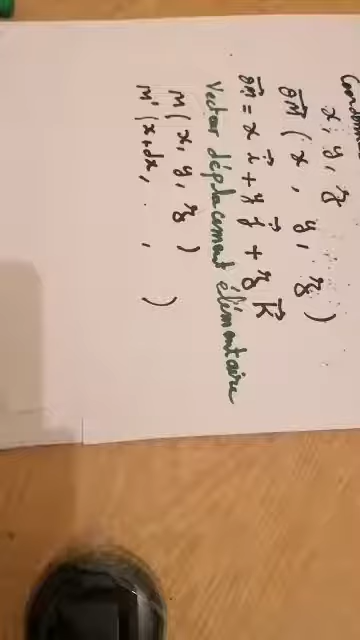 x, y, z
OM⃗ ( x , y, z )
OM⃗ = x i⃗ + y j⃗ + z k⃗
Vecteur déplacement élémentaire
M ( x, y, z )
M' (x+dx, . , )